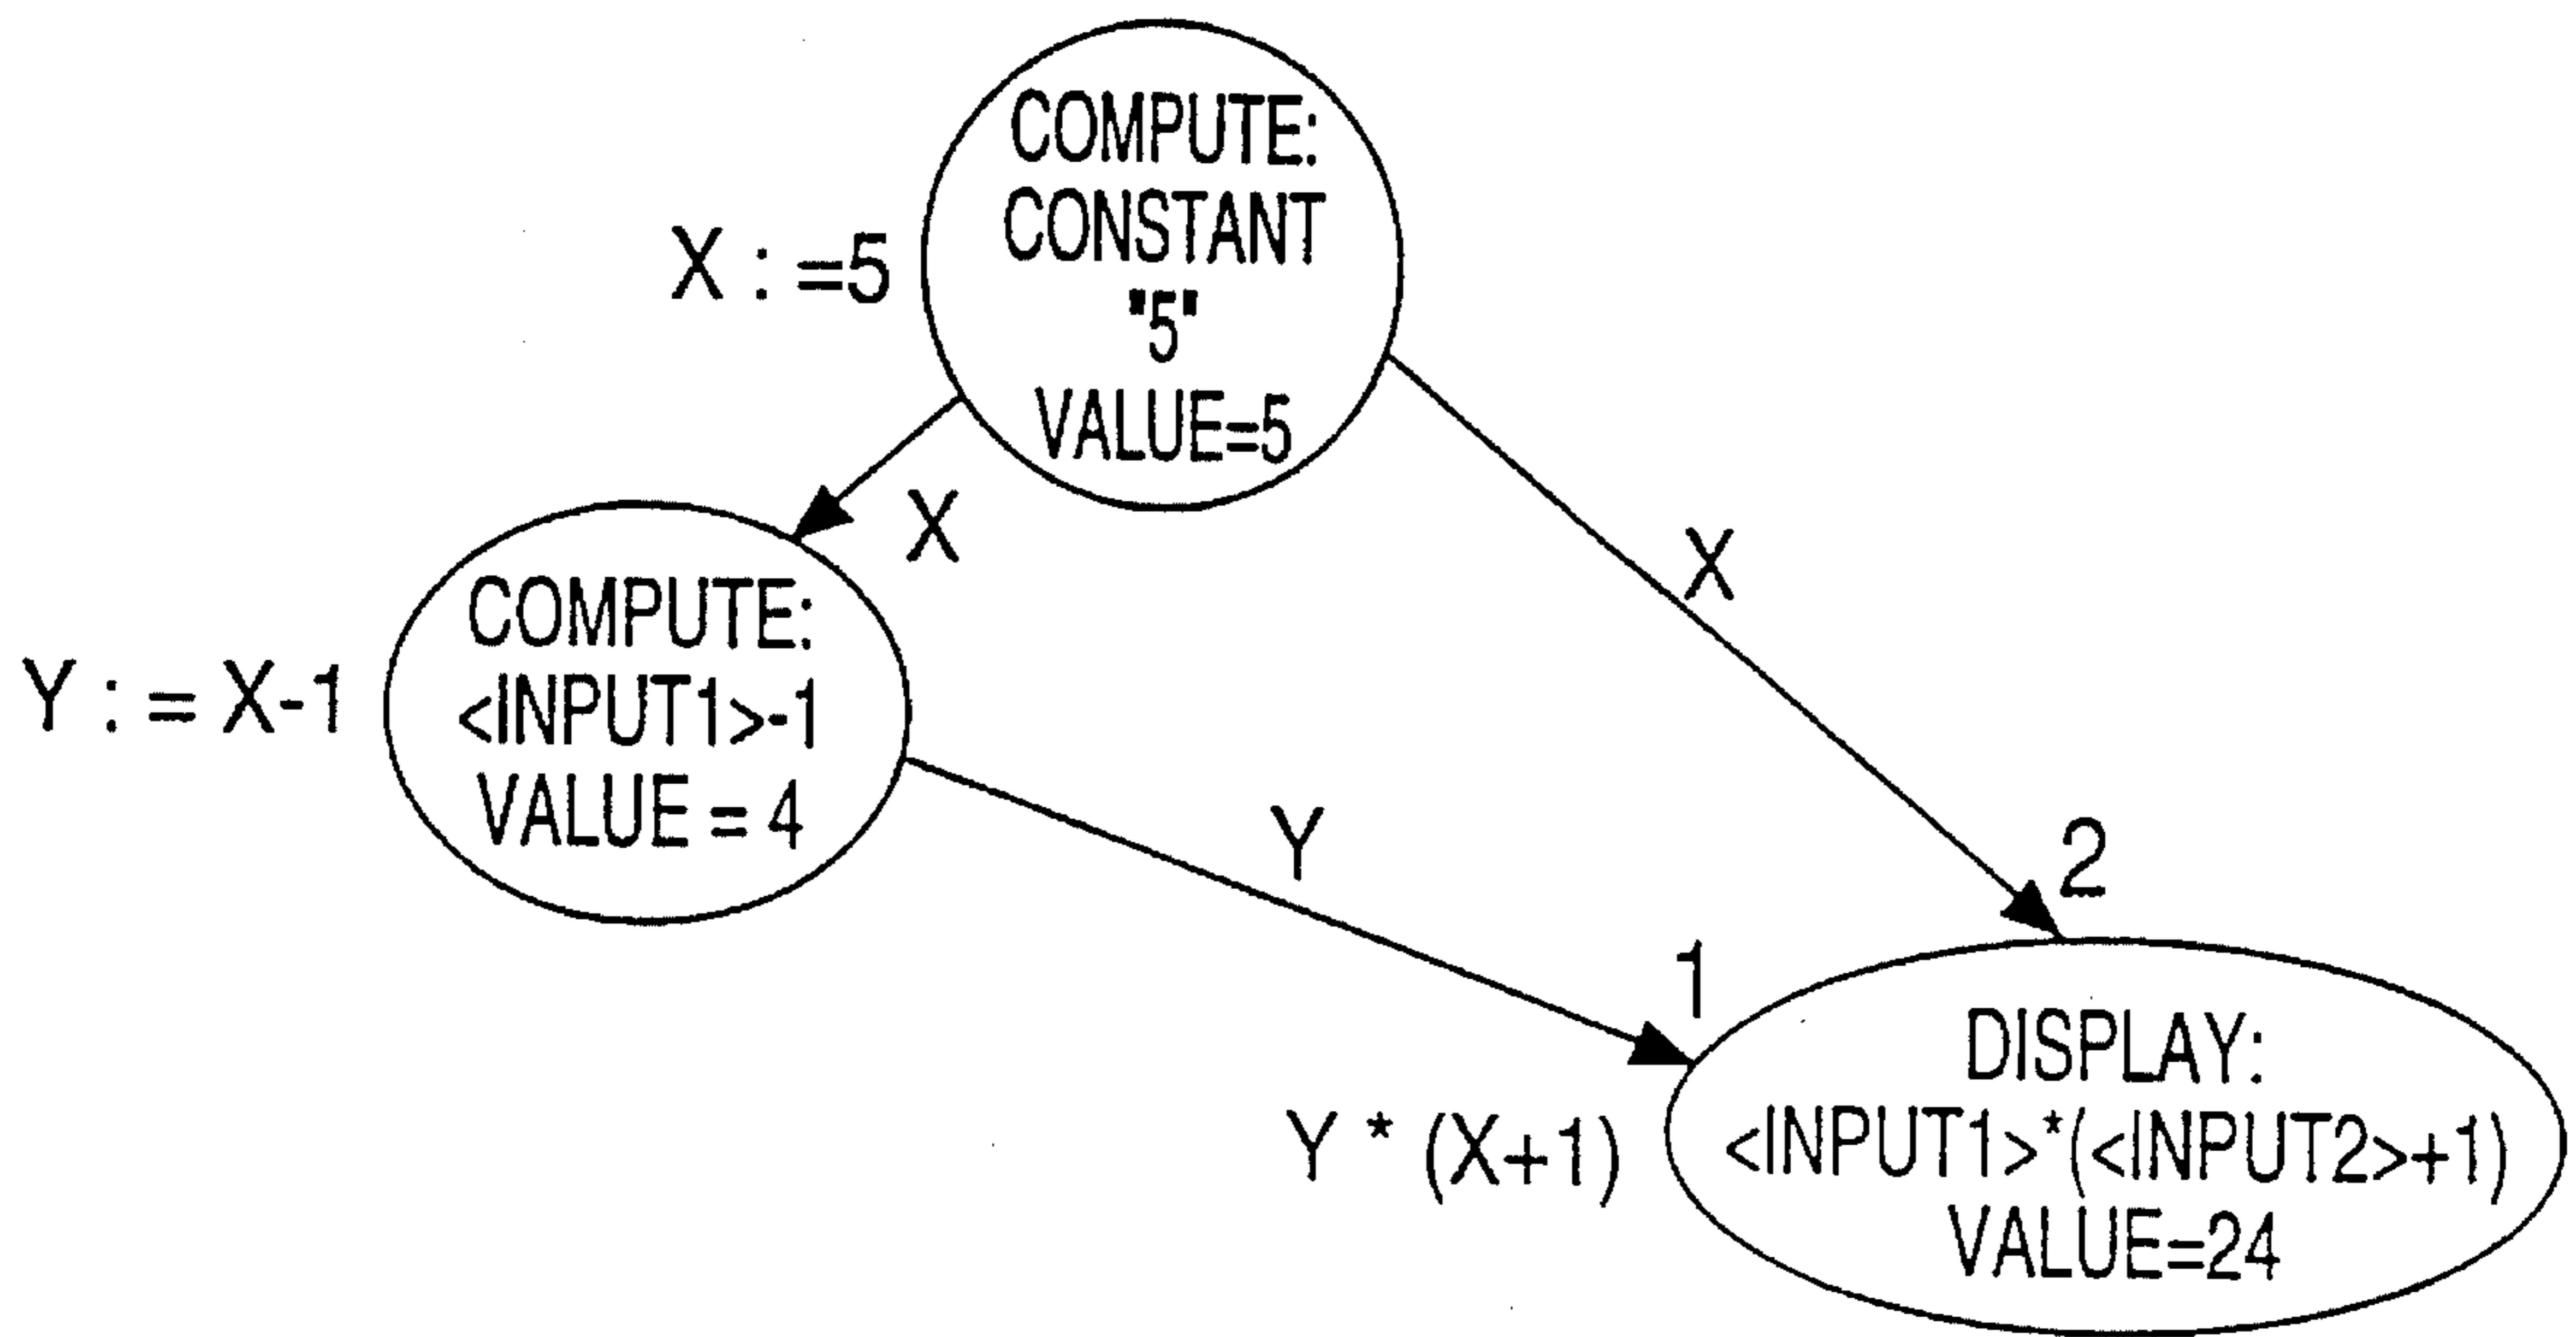 COMPUTE:
CONSTANT
"5"
VALUE=5
X : =5
X
X
COMPUTE:
<INPUT1>-1
VALUE = 4
Y : = X-1
Y
2
1
DISPLAY:
<INPUT1>*(<INPUT2>+1)
VALUE=24
Y * (X+1)